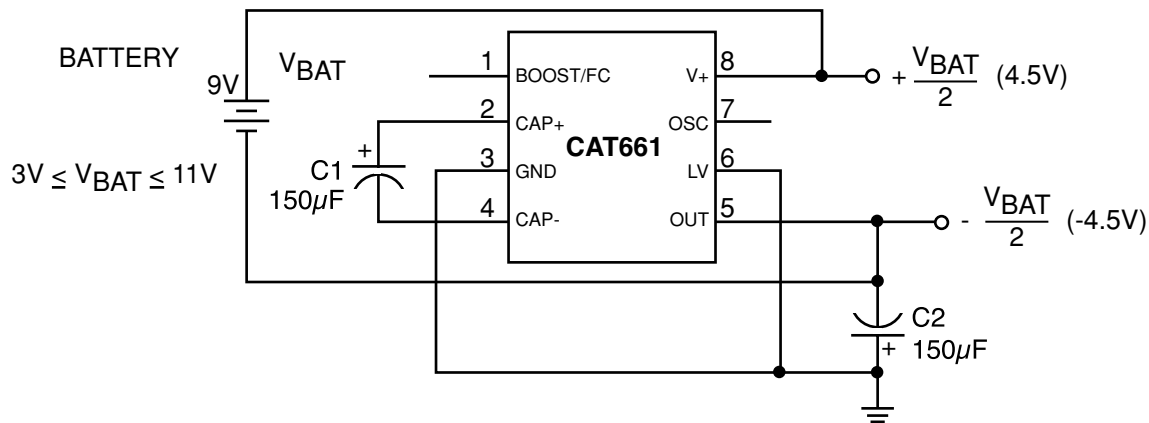 BATTERY
9V
VBAT
3V ≤ VBAT ≤ 11V
+
C1
150µF
1
2
3
4
BOOST/FC
CAP+
GND
CAP-
CAT661
V+
OSC
LV
OUT
8
7
6
5
+ VBAT
2
(4.5V)
- VBAT
2
(-4.5V)
C2
+ 150µF